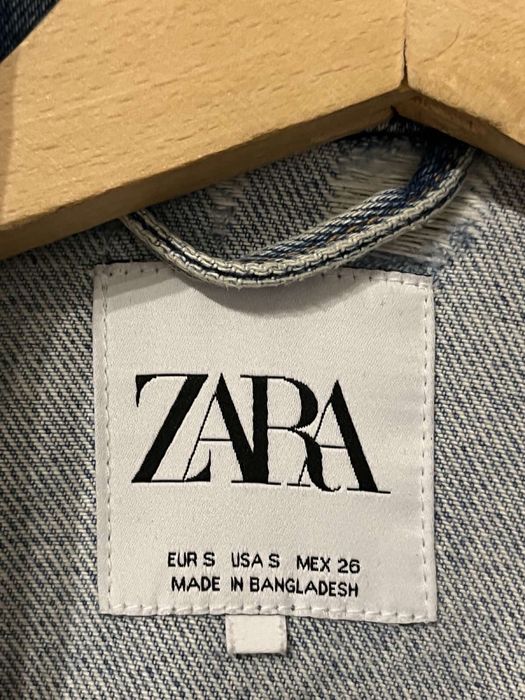 ZARA
EUR S USA S MEX 26
MADE IN BANGLADESH